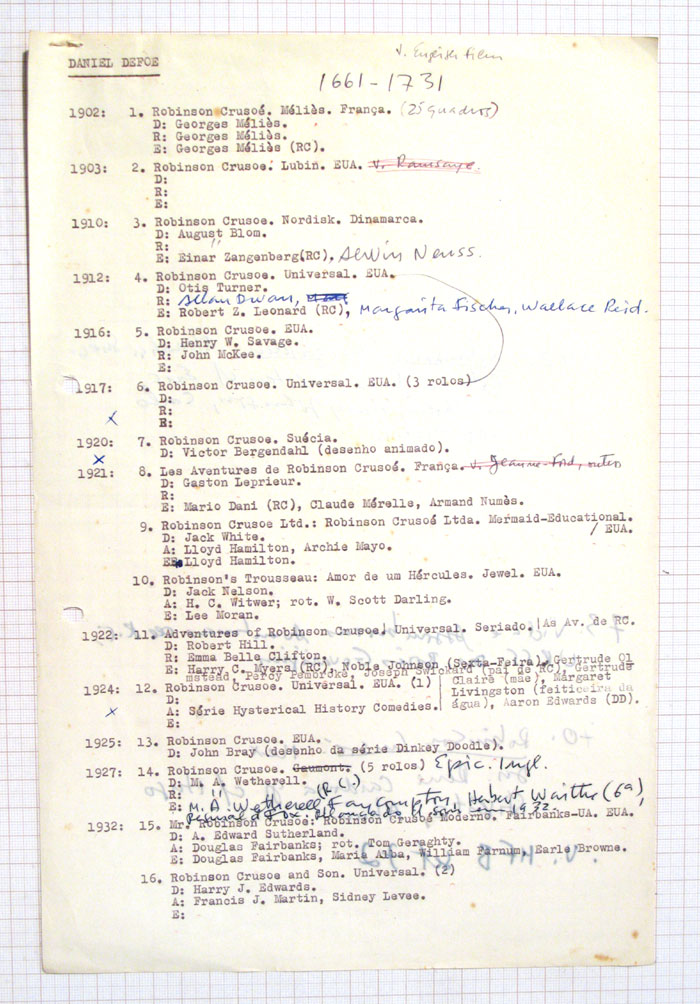 DANIEL DEFOE
v. English film
1661-1731
1902: 1. Robinson Crusoé. Méliès. França. (25 quadros)
D: Georges Méliès.
R: Georges Méliès.
E: Georges Méliès (RC).
1903: 2. Robinson Crusoe. Lubin. EUA. v. Ramsaye.
D:
R:
E:
1910: 3. Robinson Crusoe. Nordisk. Dinamarca.
D: August Blom.
R: "
E: Einar Zangenberg(RC), Alwin Neuss.
1912: 4. Robinson Crusoe. Universal. EUA.
D: Otis Turner.
R: Allan Dwan,
E: Robert Z. Leonard (RC), Margarita Fischer, Wallace Reid.
1916: 5. Robinson Crusoe. EUA.
D: Henry W. Savage.
R: John McKee.
E:
1917: 6. Robinson Crusoe. Universal. EUA. (3 rolos)
D:
R:
x E:
1920: 7. Robinson Crusoe. Suécia.
x D: Victor Bergendahl (desenho animado).
1921: 8. Les Aventures de Robinson Crusoé. França. v. Jeanne Ford, outen
D: Gaston Leprieur.
R:
E: Mario Dani (RC), Claude Mérelle, Armand Numès.
9. Robinson Crusoe Ltd.: Robinson Crusoé Ltda. Mermaid-Educational.
/ EUA.
D: Jack White.
A: Lloyd Hamilton, Archie Mayo.
E: Lloyd Hamilton.
10. Robinson's Trousseau: Amor de um Hércules. Jewel. EUA.
D: Jack Nelson.
A: H. C. Witwer; rot. W. Scott Darling.
E: Lee Moran.
1922: 11. Adventures of Robinson Crusoe. Universal. Seriado. |As Av. de RC.
D: Robert Hill.
R: Emma Belle Clifton.
E: Harry C. Myers(RC), Noble Johnson (Sexta-Feira), Gertrude Ol
mstead, Percy Pembroke, Joseph Swickard (pai de RC), Gertrude
Claire (mãe), Margaret
Livingston (feiticeira da
água), Aaron Edwards (DD).
1924: 12. Robinson Crusoe. Universal. EUA. (1)
D:
x A: Série Hysterical History Comedies.
E:
1925: 13. Robinson Crusoe. EUA.
D: John Bray (desenho da série Dinkey Doodle).
1927: 14. Robinson Crusoe. Gaumont. (5 rolos) Epic. Ingl.
D: M. A. Wetherell.
R: " (R.C.)
E: M. A. Wetherell, Fay Compton, Herbert Waithe (6ª),
1932.
1932: 15. Mr. Robinson Crusoe: Robinson Crusoé Moderno. Fairbanks-UA. EUA.
D: A. Edward Sutherland.
A: Douglas Fairbanks; rot. Tom Geraghty.
E: Douglas Fairbanks, Maria Alba, William Farnum, Earle Browne.
16. Robinson Crusoe and Son. Universal. (2)
D: Harry J. Edwards.
A: Francis J. Martin, Sidney Levee.
E: